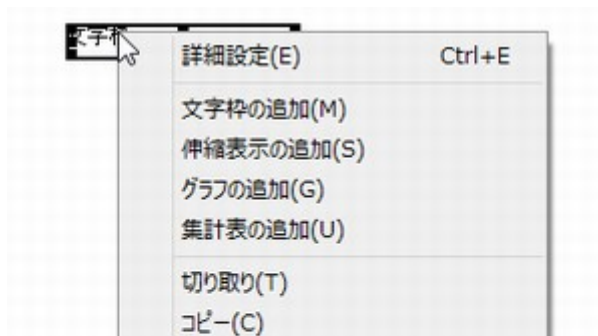 文字枠
詳細設定(E) Ctrl+E
文字枠の追加(M)
伸縮表示の追加(S)
グラフの追加(G)
集計表の追加(U)
切り取り(T)
コピー(C)